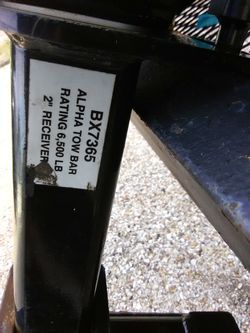 BX7365
ALPHA TOW BAR
RATING 6,500 LB
2" RECEIVER